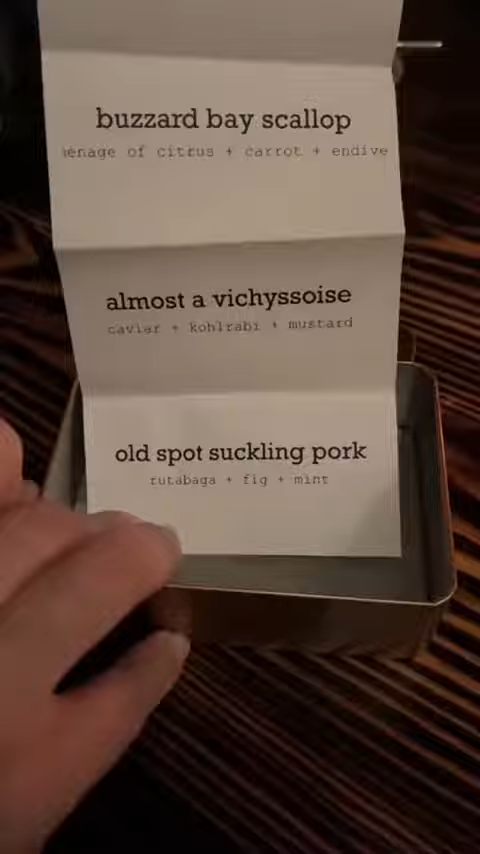 buzzard bay scallop
énage of citrus + carrot + endive
almost a vichyssoise
caviar + kohlrabi + mustard
old spot suckling pork
rutabaga + fig + mint